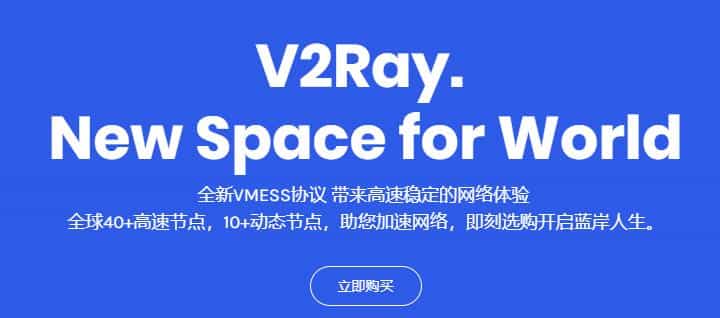 V2Ray.
New Space for World
全新VMESS协议 带来高速稳定的网络体验
全球40+高速节点，10+动态节点，助您加速网络，即刻选购开启蓝岸人生。
立即购买